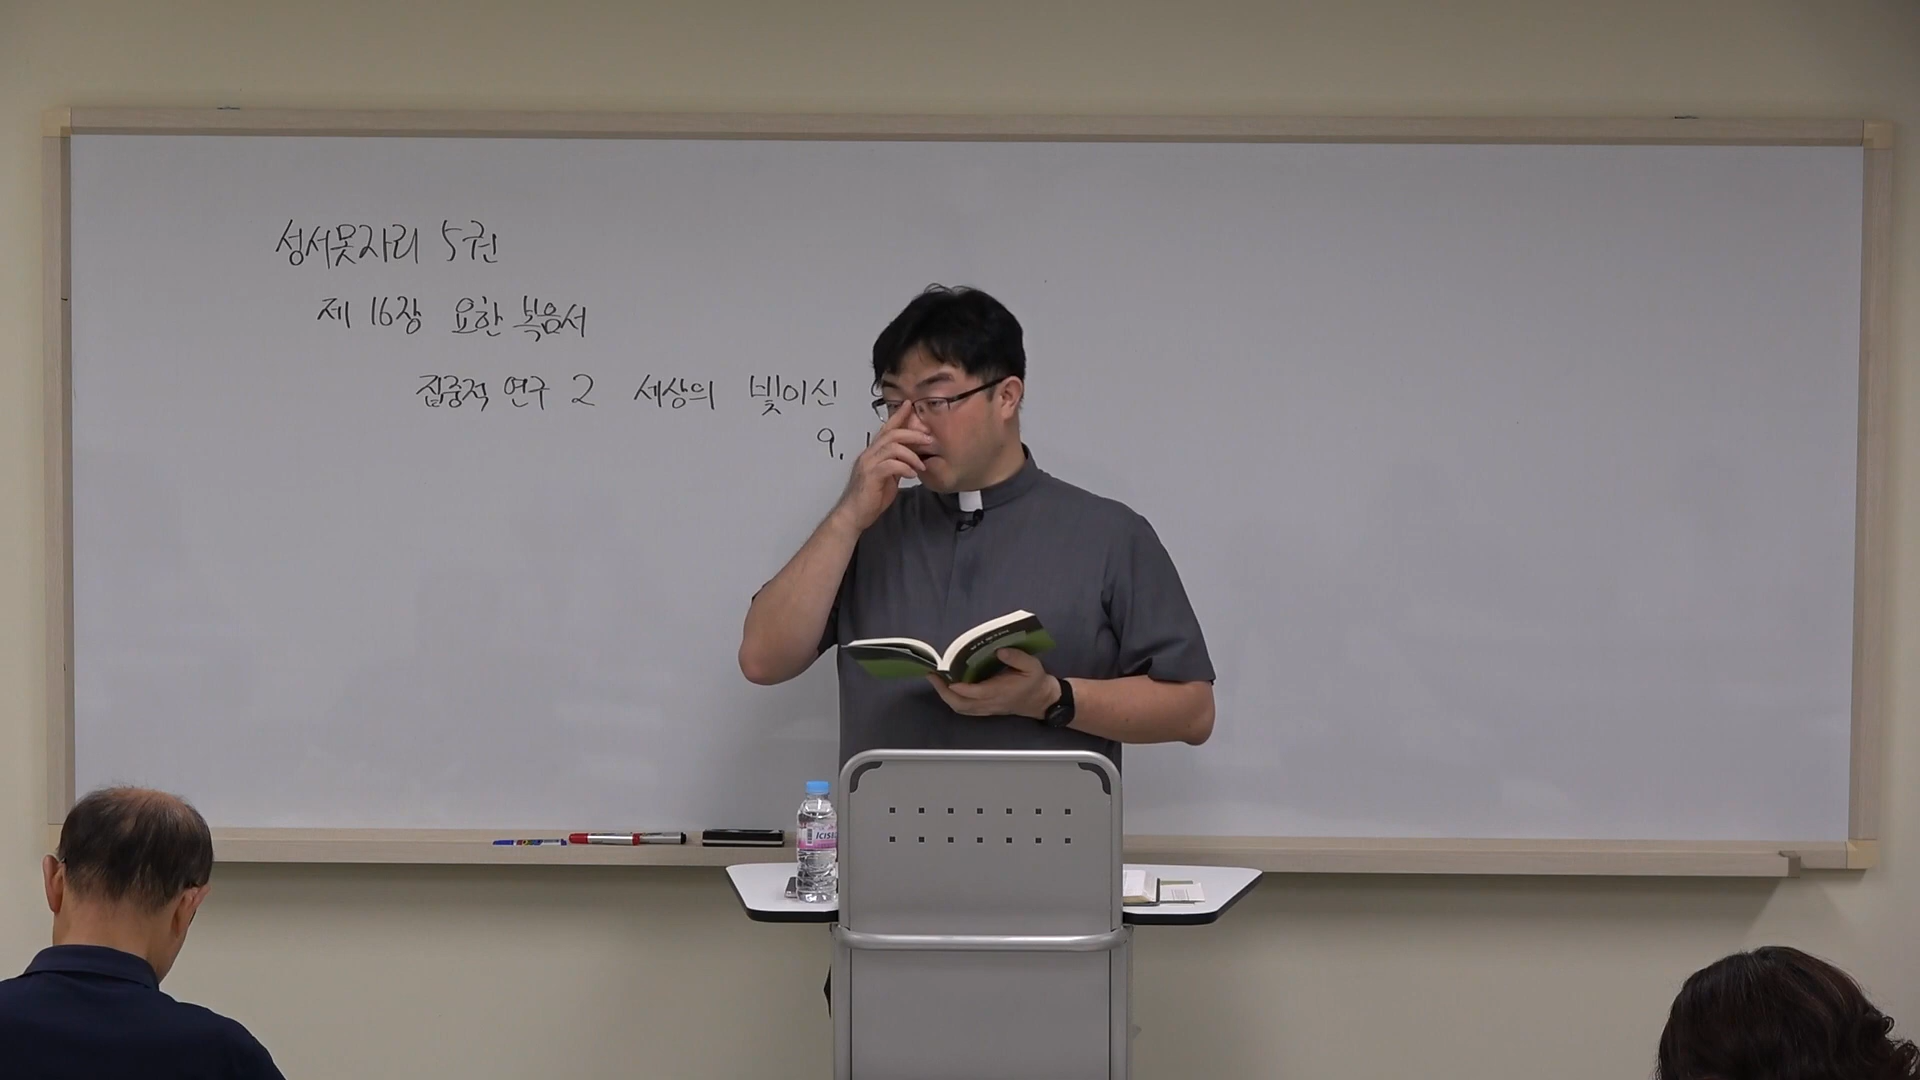 성서못자리 5권
제 16장 요한 복음서
집중적 연구 2 세상의 빛이신
9.